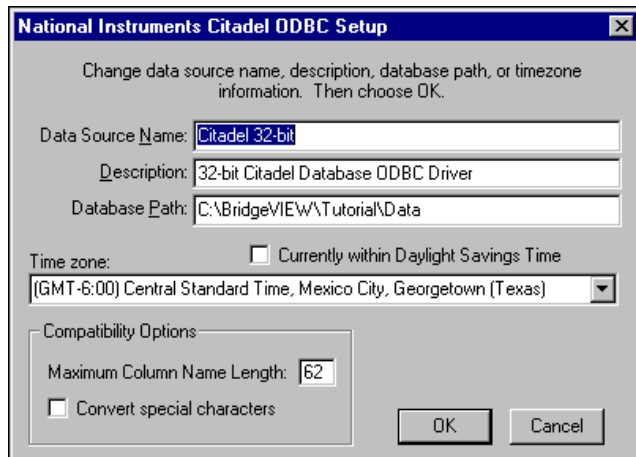 National Instruments Citadel ODBC Setup
Change data source name, description, database path, or timezone
information. Then choose OK.
Data Source Name: Citadel 32-bit
Description: 32-bit Citadel Database ODBC Driver
Database Path: C:\BridgeVIEW\Tutorial\Data
Currently within Daylight Savings Time
Time zone:
(GMT-6:00) Central Standard Time, Mexico City, Georgetown (Texas)
Compatibility Options
Maximum Column Name Length: 62
Convert special characters
OK Cancel